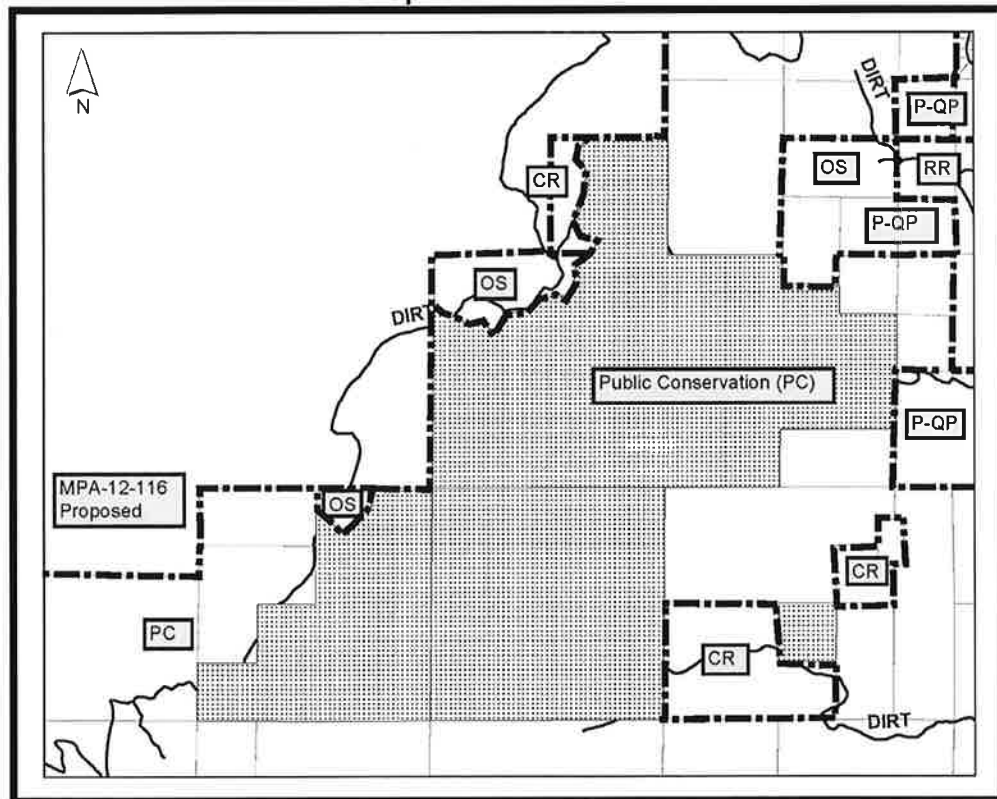 N
DIRT
P-QP
CR
OS
RR
P-QP
OS
DIRT
Public Conservation (PC)
P-QP
MPA-12-116
Proposed
OS
CR
PC
CR
DIRT